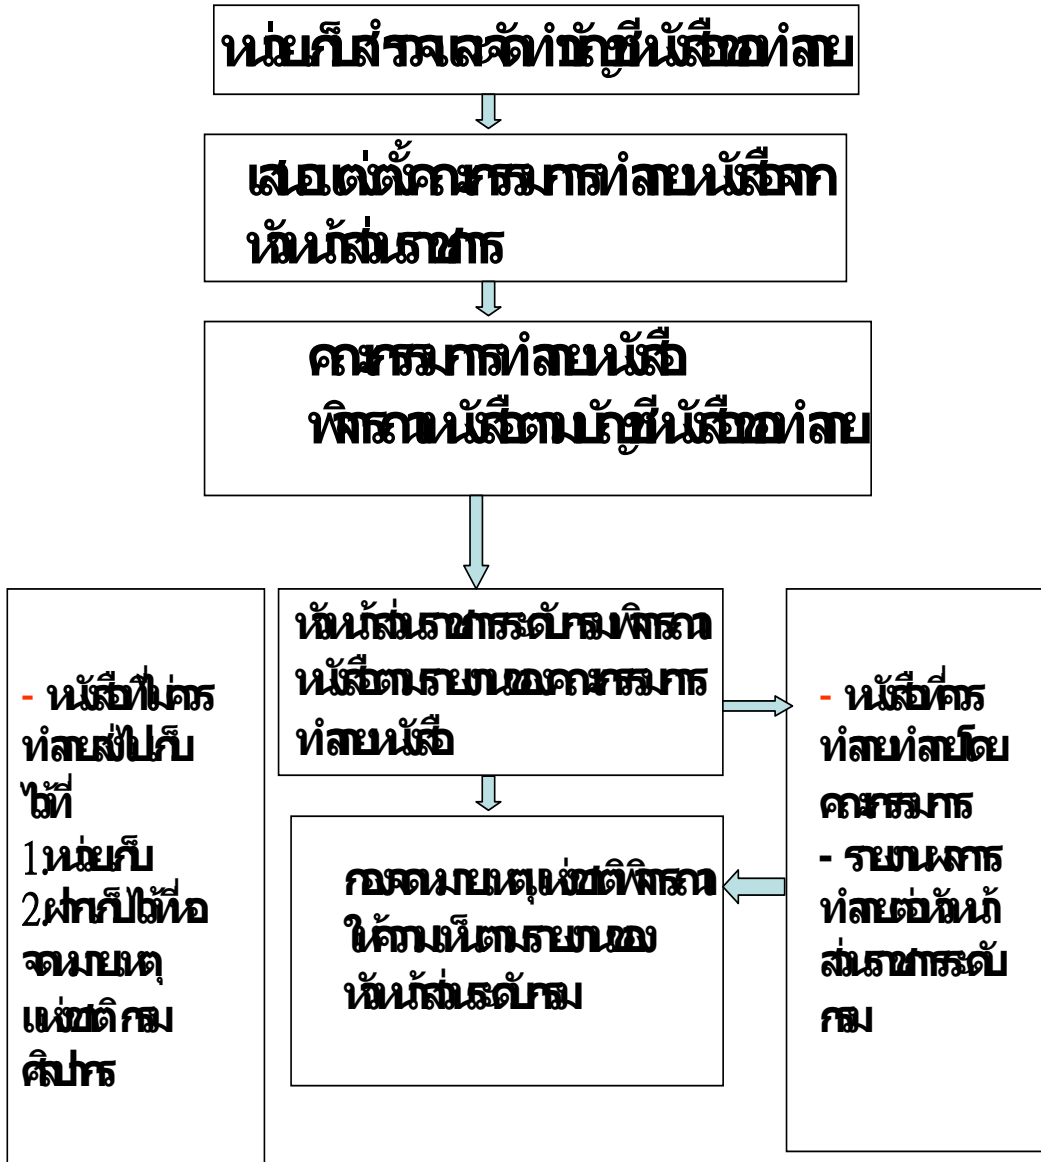 หน่วยเก็บสำรวจและจัดทำบัญชีหนังสือขอทำลาย
เสนอแต่งตั้งคณะกรรมการทำลายหนังสือจาก
หัวหน้าส่วนราชการ
คณะกรรมการทำลายหนังสือ
พิจารณาหนังสือตามบัญชีหนังสือขอทำลาย
หัวหน้าส่วนราชการระดับกรมพิจารณา
หนังสือตามรายงานของคณะกรรมการ
ทำลายหนังสือ
- หนังสือที่ไม่ควร
ทำลายส่งไปเก็บ
ไว้ที่
1.หน่วยเก็บ
2.ฝากเก็บไว้ที่หอ
จดหมายเหตุ
แห่งชาติ กรม
ศิลปากร
- หนังสือที่ควร
ทำลายทำลายโดย
คณะกรรมการ
- รายงานผลการ
ทำลายต่อหัวหน้า
ส่วนราชการระดับ
กรม
กองจดหมายเหตุแห่งชาติพิจารณา
ให้ความเห็นตามรายงานของ
หัวหน้าส่วนระดับกรม